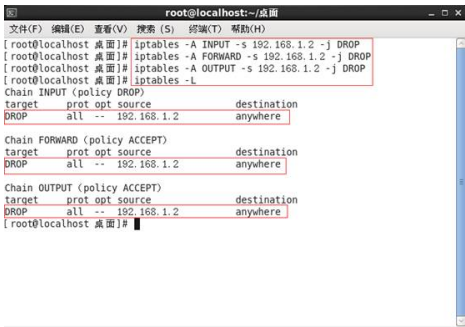 root@localhost:~/桌面
文件(F) 编辑(E) 查看(V) 搜索 (S) 终端(T) 帮助(H)
[root@localhost 桌面]# iptables -A INPUT -s 192.168.1.2 -j DROP
[root@localhost 桌面]# iptables -A FORWARD -s 192.168.1.2 -j DROP
[root@localhost 桌面]# iptables -A OUTPUT -s 192.168.1.2 -j DROP
[root@localhost 桌面]# iptables -L
Chain INPUT (policy DROP)
target prot opt source destination
DROP all -- 192.168.1.2 anywhere
Chain FORWARD (policy ACCEPT)
target prot opt source destination
DROP all -- 192.168.1.2 anywhere
Chain OUTPUT (policy ACCEPT)
target prot opt source destination
DROP all -- 192.168.1.2 anywhere
[root@localhost 桌面]#